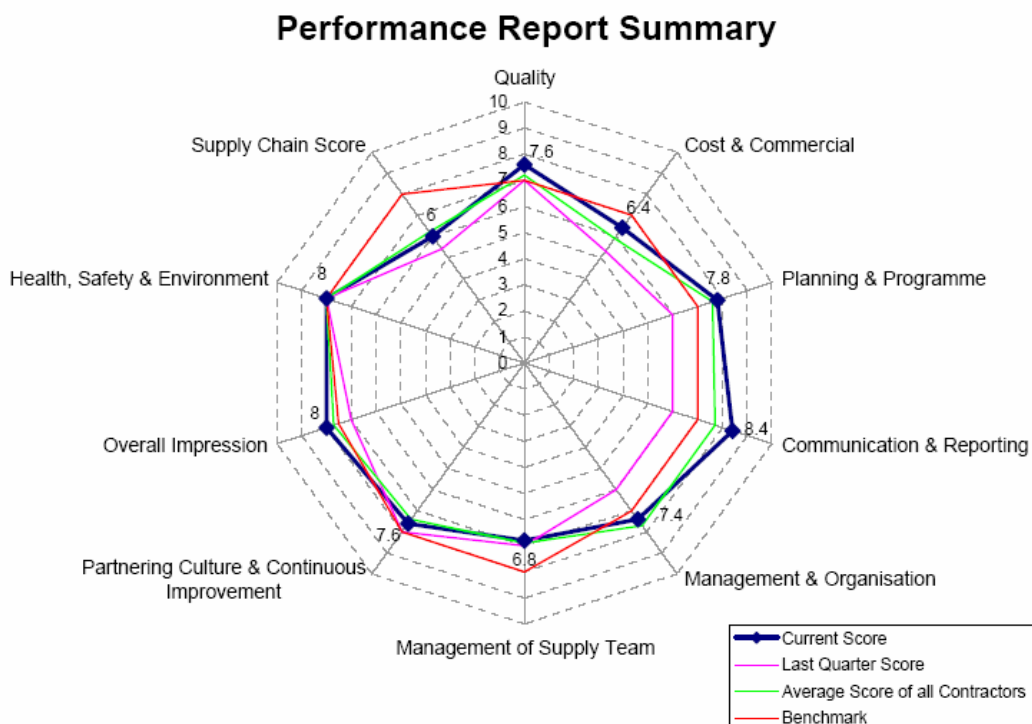 Performance Report Summary
Quality
10
9
8
7
6
5
4
3
2
1
0
7.6
Cost & Commercial
6.4
Planning & Programme
7.8
Communication & Reporting
8.4
Management & Organisation
7.4
Management of Supply Team
6.8
Partnering Culture & Continuous
Improvement
7.6
Overall Impression
8
Health, Safety & Environment
8
Supply Chain Score
6
Current Score
Last Quarter Score
Average Score of all Contractors
Benchmark